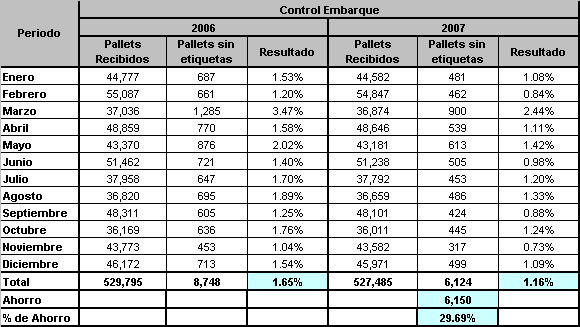 Periodo Control Embarque
2006 2007
Pallets Recibidos Pallets sin etiquetas Resultado Pallets Recibidos Pallets sin etiquetas Resultado
Enero 44,777 687 1.53% 44,582 481 1.08%
Febrero 55,087 661 1.20% 54,847 462 0.84%
Marzo 37,036 1,285 3.47% 36,874 900 2.44%
Abril 48,859 770 1.58% 48,646 539 1.11%
Mayo 43,370 876 2.02% 43,181 613 1.42%
Junio 51,462 721 1.40% 51,238 505 0.98%
Julio 37,958 647 1.70% 37,792 453 1.20%
Agosto 36,820 695 1.89% 36,659 486 1.33%
Septiembre 48,311 605 1.25% 48,101 424 0.88%
Octubre 36,169 636 1.76% 36,011 445 1.24%
Noviembre 43,773 453 1.04% 43,582 317 0.73%
Diciembre 46,172 713 1.54% 45,971 499 1.09%
Total 529,795 8,748 1.65% 527,485 6,124 1.16%
Ahorro 6,150
% de Ahorro 29.69%